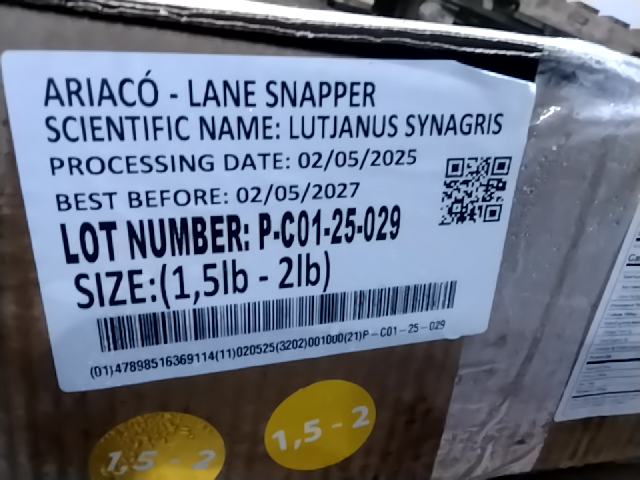 ARIACÓ - LANE SNAPPER
SCIENTIFIC NAME: LUTJANUS SYNAGRIS
PROCESSING DATE: 02/05/2025
BEST BEFORE: 02/05/2027
LOT NUMBER: P-C01-25-029
SIZE:(1,5lb - 2lb)
(01)47898516369114(11)020525(3202)001000(21)P-C01-25-029
1,5 - 2
1,5 - 2